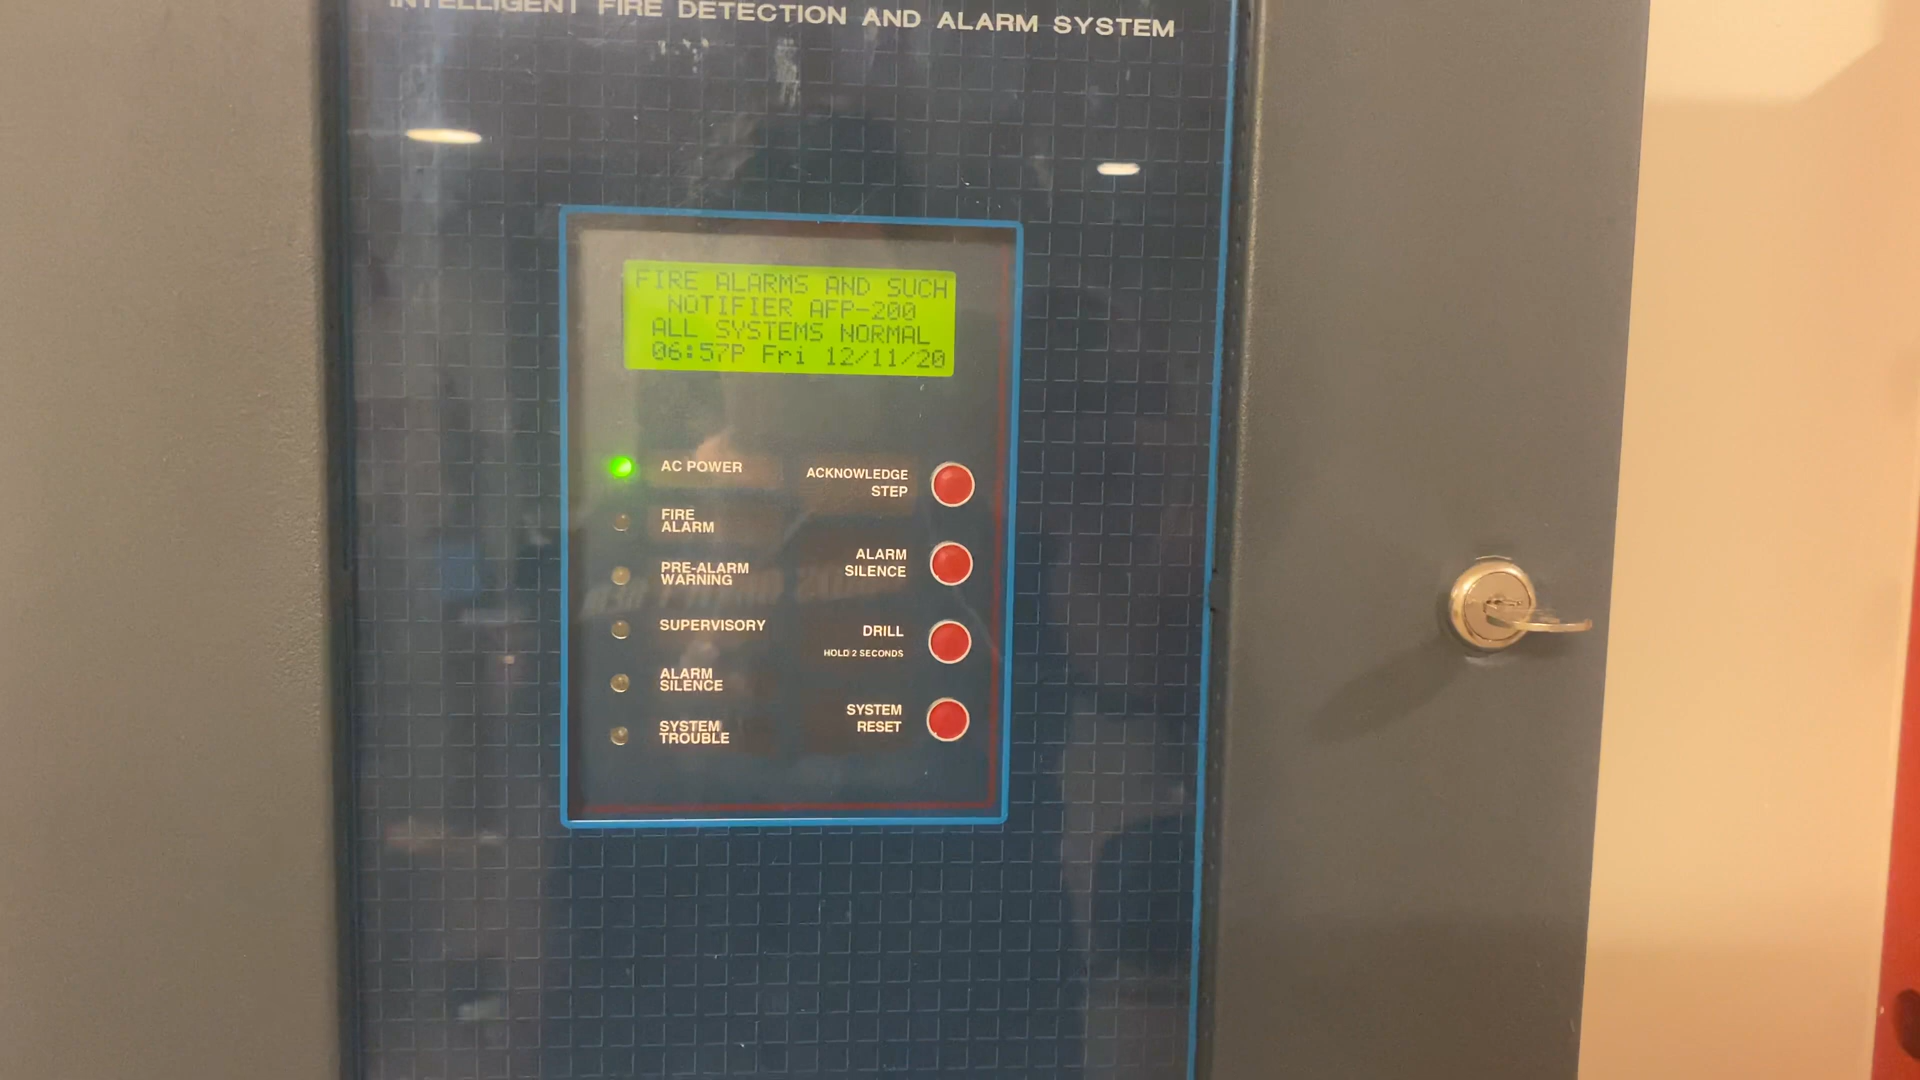 INTELLIGENT FIRE DETECTION AND ALARM SYSTEM
FIRE ALARMS AND SUCH
NOTIFIER AFP-200
ALL SYSTEMS NORMAL
06:57P Fri 12/11/20
AC POWER
FIRE
ALARM
PRE-ALARM
WARNING
SUPERVISORY
ALARM
SILENCE
SYSTEM
TROUBLE
ACKNOWLEDGE
STEP
ALARM
SILENCE
DRILL
HOLD 2 SECONDS
SYSTEM
RESET